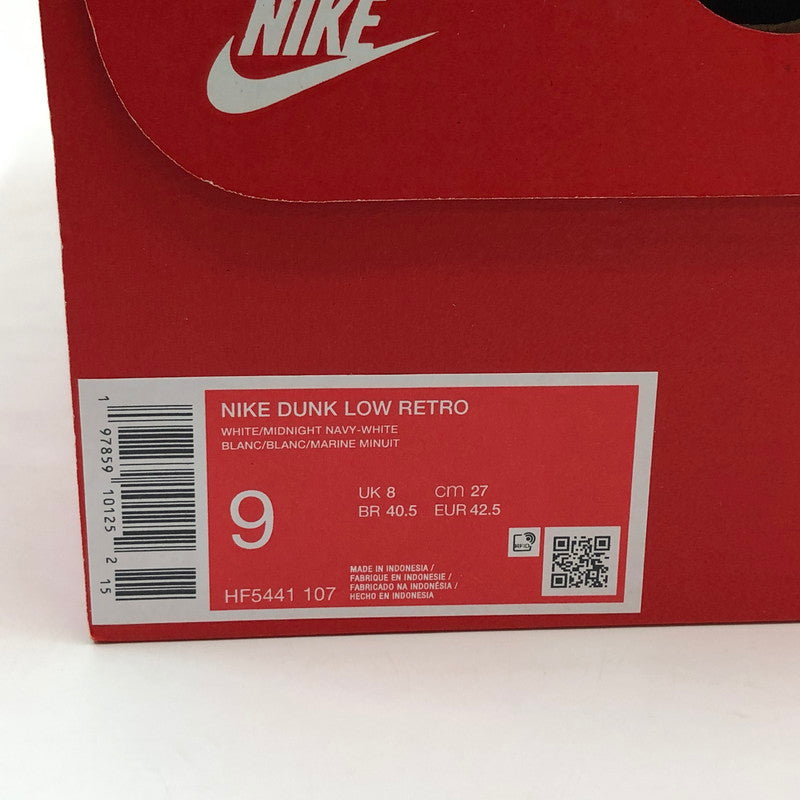 NIKE
NIKE DUNK LOW RETRO
WHITE/MIDNIGHT NAVY-WHITE
BLANC/BLANC/MARINE MINUIT
9
UK 8 cm 27
BR 40.5 EUR 42.5
HF5441 107
MADE IN INDONESIA /
FABRIQUE EN INDONESIE /
FABRICADO NA INDONÉSIA /
HECHO EN INDONESIA
1 97859 10125 2 15